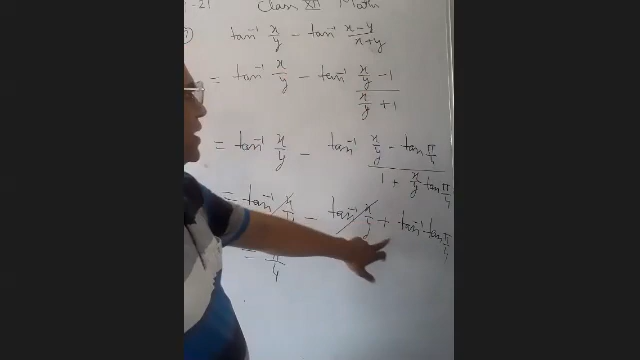 -21 Class XII Math
tan⁻¹ x/y - tan⁻¹ (x-y)/(x+y)
= tan⁻¹ x/y - tan⁻¹ (x/y - 1)/(x/y + 1)
= tan⁻¹ x/y - tan⁻¹ (x/y - tan π/4)/(1 + x/y tan π/4)
= tan⁻¹ x/y - tan⁻¹ x/y + tan⁻¹ tan π/4
= π/4